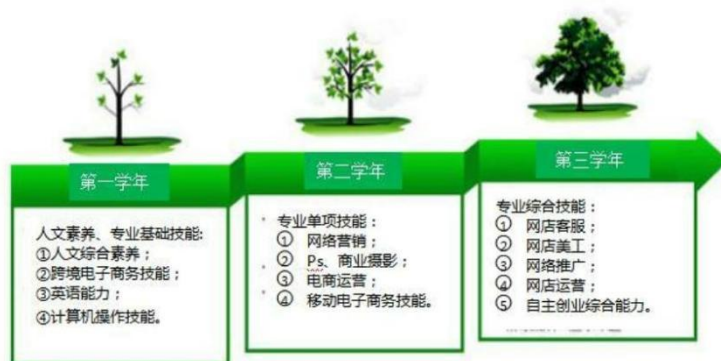 第一学年
人文素养、专业基础技能:
①人文综合素养；
②跨境电子商务技能；
③英语能力；
④计算机操作技能。
第二学年
专业单项技能：
① 网络营销；
② Ps、商业摄影；
③ 电商运营；
④ 移动电子商务技能。
第三学年
专业综合技能：
① 网店客服；
② 网店美工；
③ 网络推广；
④ 网店运营；
⑤ 自主创业综合能力。